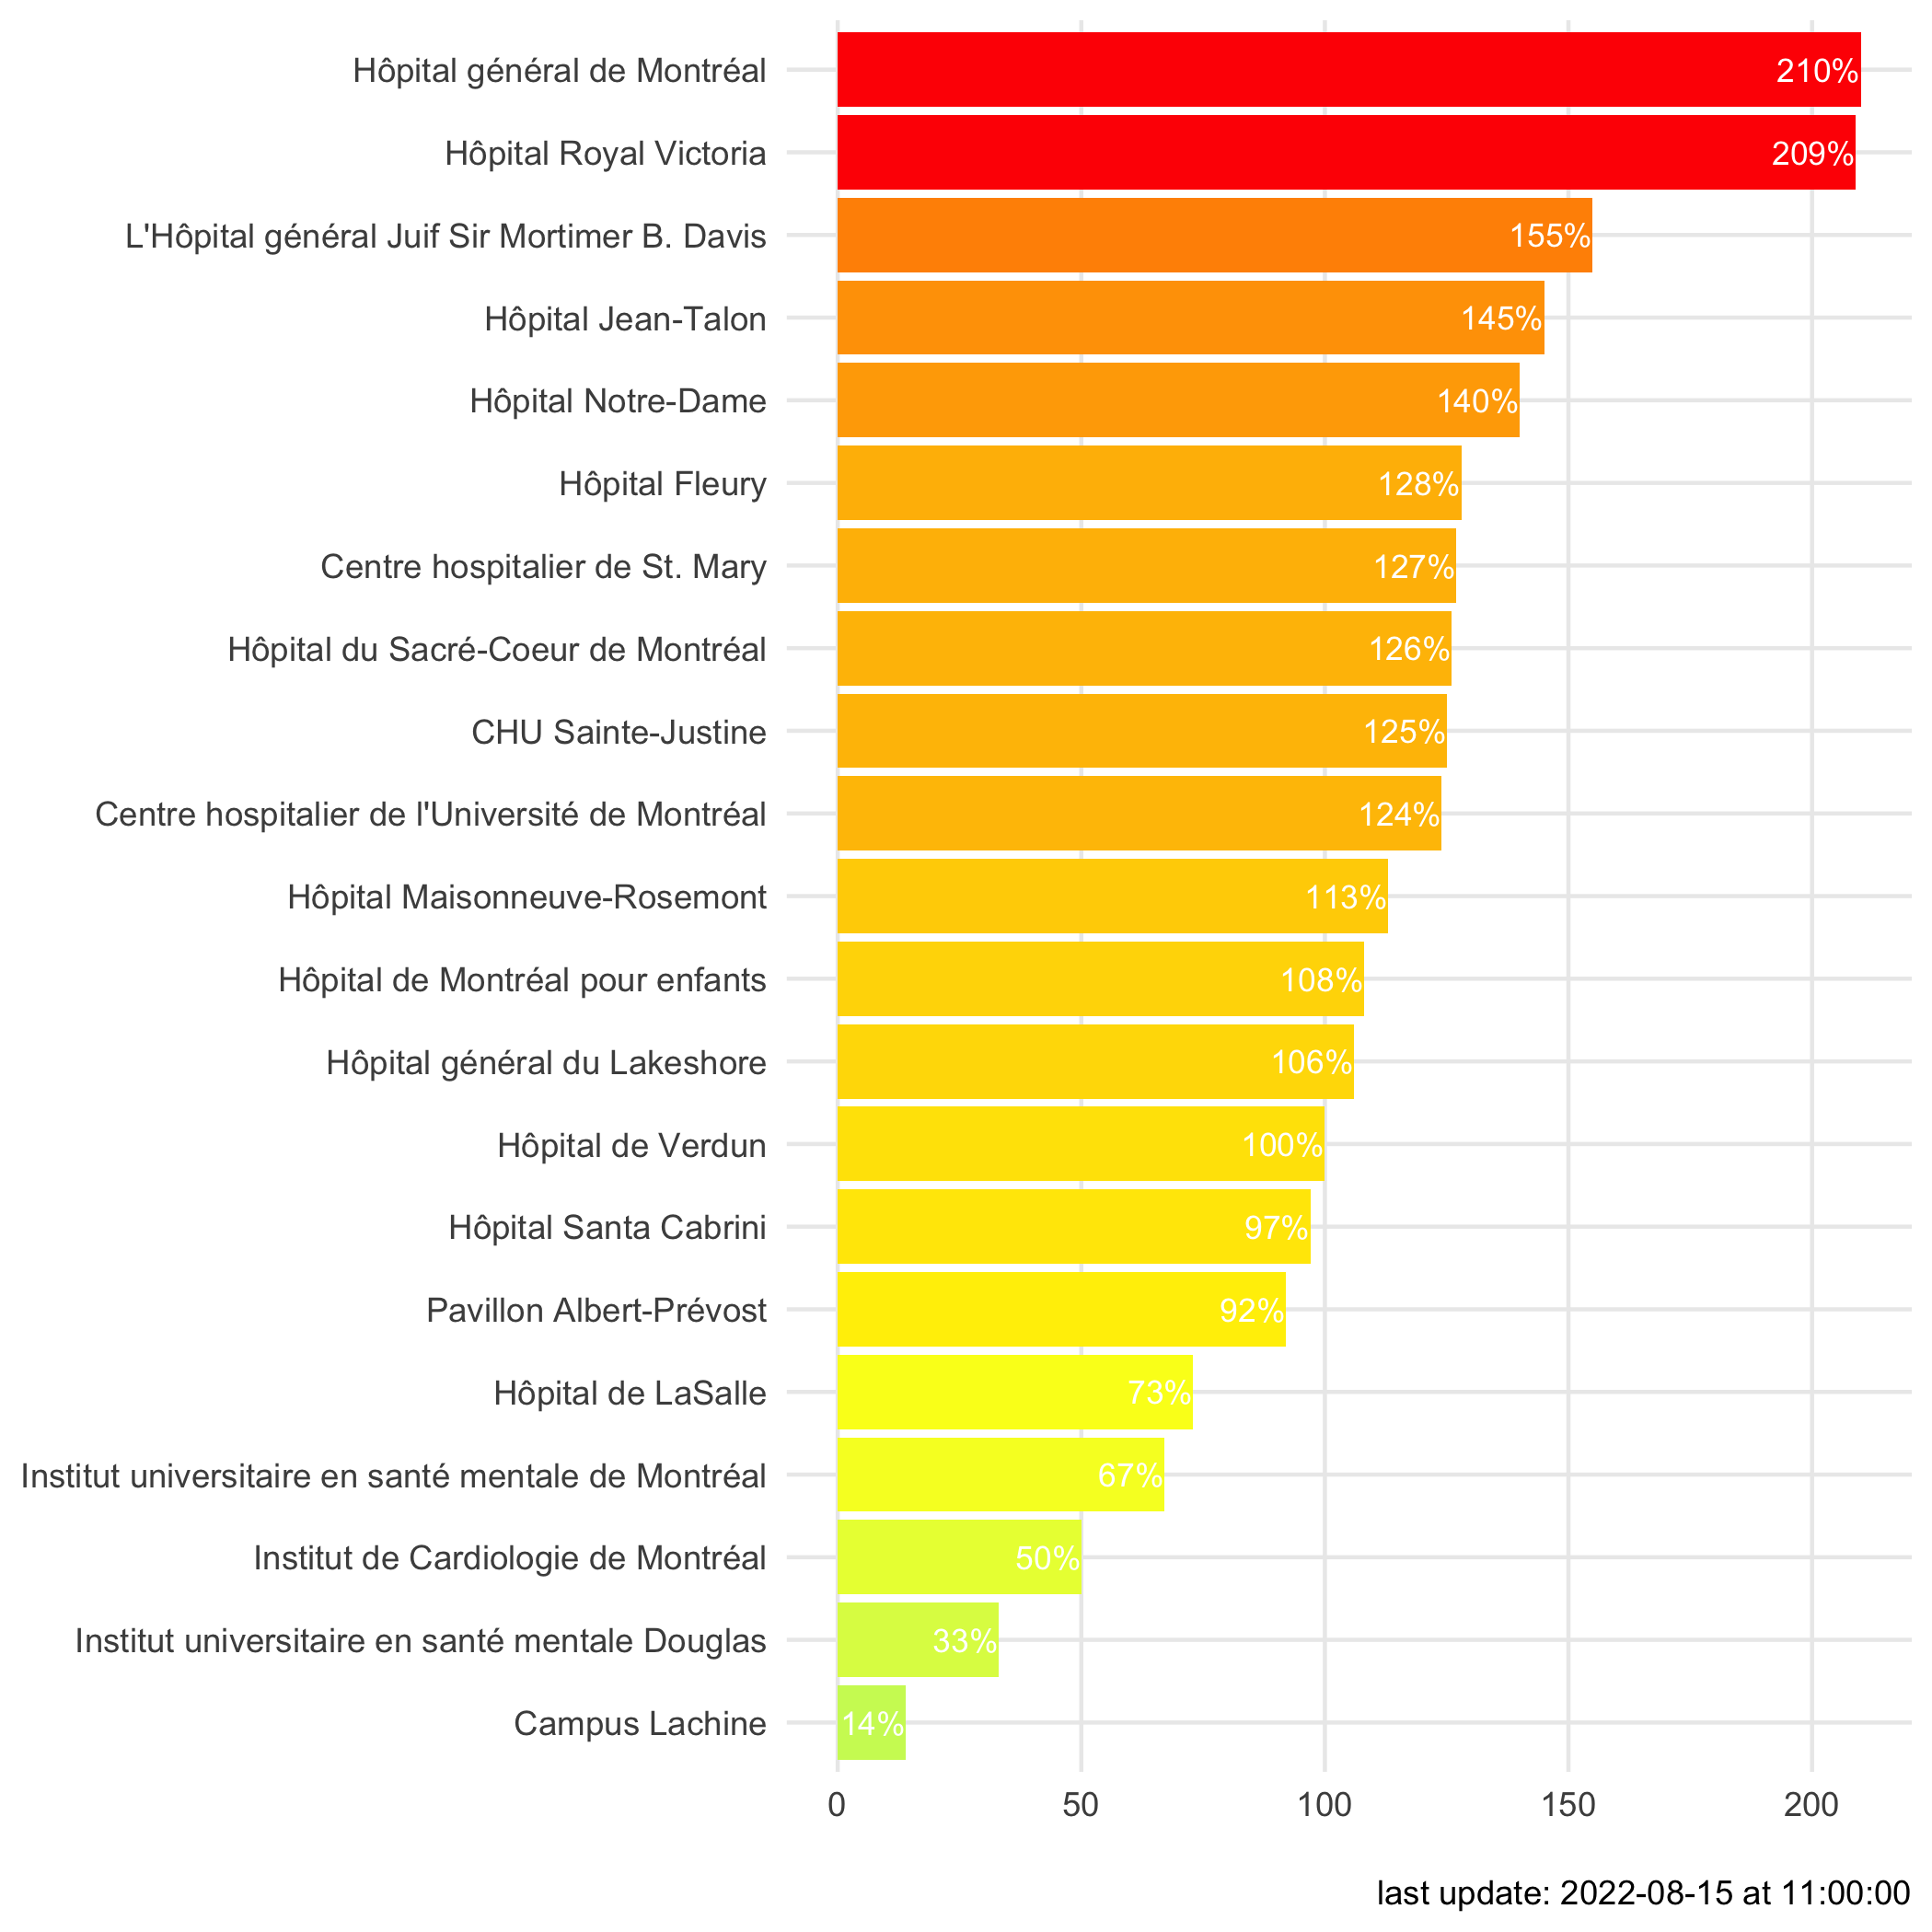 Hôpital général de Montréal 210%
Hôpital Royal Victoria 209%
L'Hôpital général Juif Sir Mortimer B. Davis 155%
Hôpital Jean-Talon 145%
Hôpital Notre-Dame 140%
Hôpital Fleury 128%
Centre hospitalier de St. Mary 127%
Hôpital du Sacré-Coeur de Montréal 126%
CHU Sainte-Justine 125%
Centre hospitalier de l'Université de Montréal 124%
Hôpital Maisonneuve-Rosemont 113%
Hôpital de Montréal pour enfants 108%
Hôpital général du Lakeshore 106%
Hôpital de Verdun 100%
Hôpital Santa Cabrini 97%
Pavillon Albert-Prévost 92%
Hôpital de LaSalle 73%
Institut universitaire en santé mentale de Montréal 67%
Institut de Cardiologie de Montréal 50%
Institut universitaire en santé mentale Douglas 33%
Campus Lachine 14%
0 50 100 150 200
last update: 2022-08-15 at 11:00:00